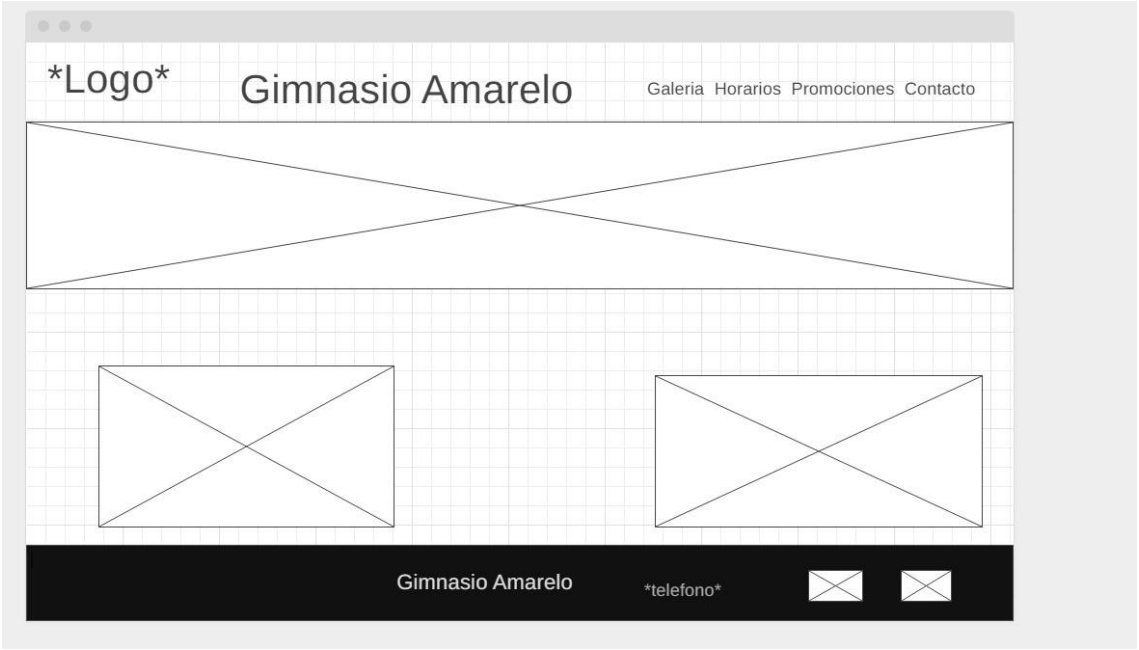 *Logo*
Gimnasio Amarelo
Galeria Horarios Promociones Contacto
Gimnasio Amarelo
*telefono*